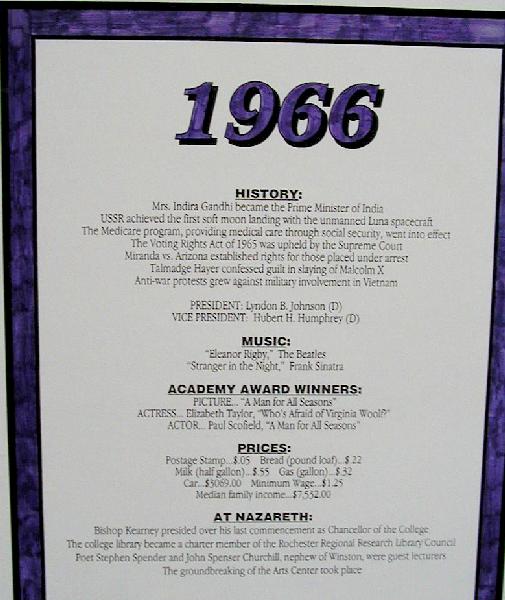 1966
HISTORY:
Mrs. Indira Gandhi became the Prime Minister of India
USSR achieved the first soft moon landing with the unmanned Luna spacecraft
The Medicare program, providing medical care through social security, went into effect
The Voting Rights Act of 1965 was upheld by the Supreme Court
Miranda vs. Arizona established rights for those placed under arrest
Talmadge Hayer confessed guilt in slaying of Malcolm X
Anti-war protests grew against military involvement in Vietnam
PRESIDENT: Lyndon B. Johnson (D)
VICE PRESIDENT: Hubert H. Humphrey (D)
MUSIC:
"Eleanor Rigby," The Beatles
"Stranger in the Night," Frank Sinatra
ACADEMY AWARD WINNERS:
PICTURE... "A Man for All Seasons"
ACTRESS... Elizabeth Taylor, "Who's Afraid of Virginia Woolf?"
ACTOR... Paul Scofield, "A Man for All Seasons"
PRICES:
Postage Stamp...$.05 Bread (pound loaf)...$.22
Milk (half gallon)...$.55 Gas (gallon)...$.32
Car...$3069.00 Minimum Wage...$1.25
Median family income...$7,532.00
AT NAZARETH:
Bishop Kearney presided over his last commencement as Chancellor of the College
The college library became a charter member of the Rochester Regional Research Library Council
Poet Stephen Spender and John Spenser Churchill, nephew of Winston, were guest lecturers
The groundbreaking of the Arts Center took place